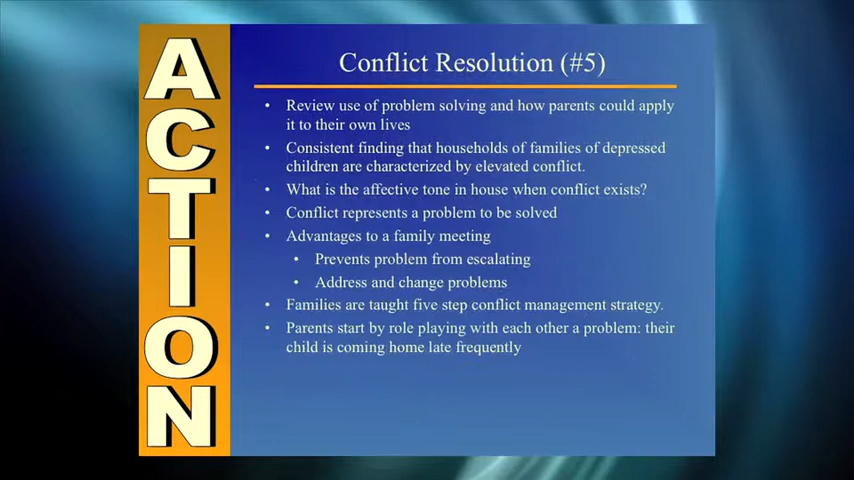 ACTION
Conflict Resolution (#5)
• Review use of problem solving and how parents could apply
it to their own lives
• Consistent finding that households of families of depressed
children are characterized by elevated conflict.
• What is the affective tone in house when conflict exists?
• Conflict represents a problem to be solved
• Advantages to a family meeting
• Prevents problem from escalating
• Address and change problems
• Families are taught five step conflict management strategy.
• Parents start by role playing with each other a problem: their
child is coming home late frequently